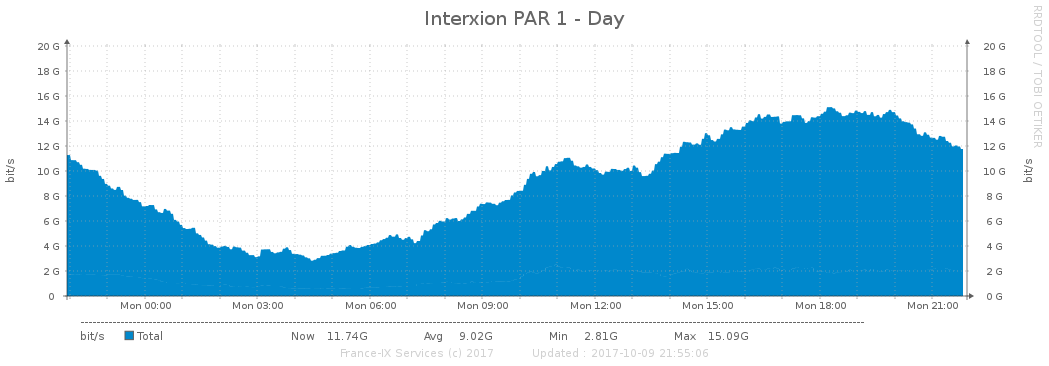 Interxion PAR 1 - Day
RRDTOOL / TOBI OETIKER
20 G 20 G
18 G 18 G
16 G 16 G
14 G 14 G
12 G 12 G
10 G 10 G
8 G 8 G
6 G 6 G
4 G 4 G
2 G 2 G
0 0 G
bit/s bit/s
Mon 00:00 Mon 03:00 Mon 06:00 Mon 09:00 Mon 12:00 Mon 15:00 Mon 18:00 Mon 21:00
bit/s Total Now 11.74G Avg 9.02G Min 2.81G Max 15.09G
France-IX Services (c) 2017 Updated : 2017-10-09 21:55:06